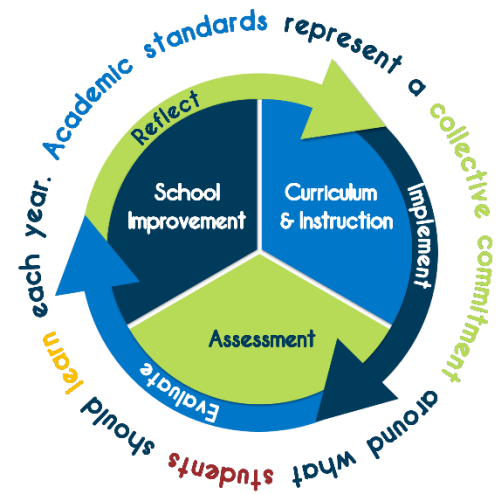 Academic standards represent a collective commitment around what students should learn each year.
Reflect
Implement
Evaluate
School
Improvement
Curriculum
& Instruction
Assessment